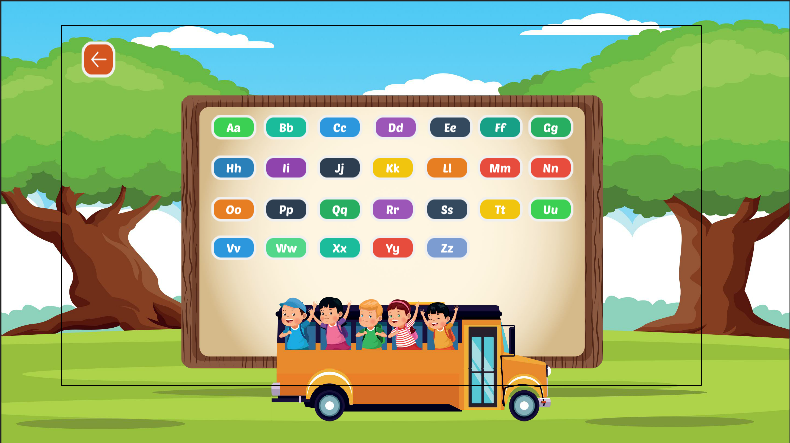 Aa Bb Cc Dd Ee Ff Gg
Hh Ii Jj Kk Ll Mm Nn
Oo Pp Qq Rr Ss Tt Uu
Vv Ww Xx Yy Zz